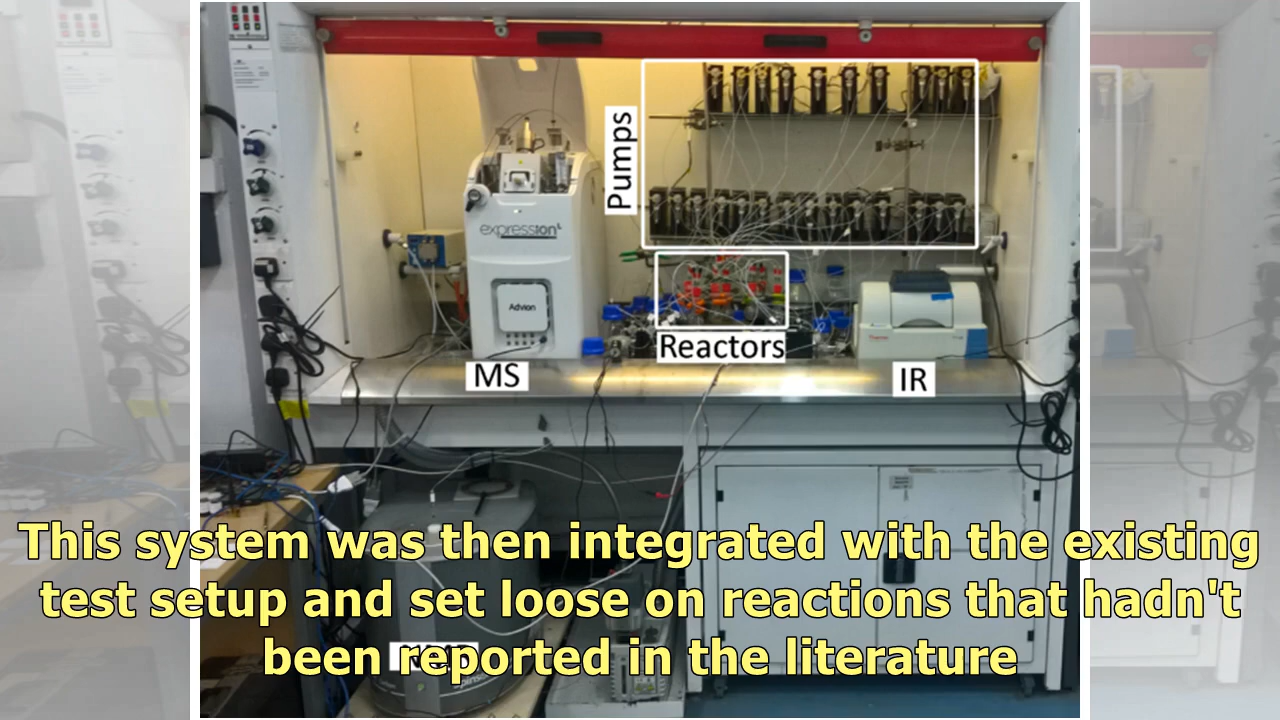 Pumps
expressionL
Advion
Reactors
MS
IR
This system was then integrated with the existing
test setup and set loose on reactions that hadn't
been reported in the literature